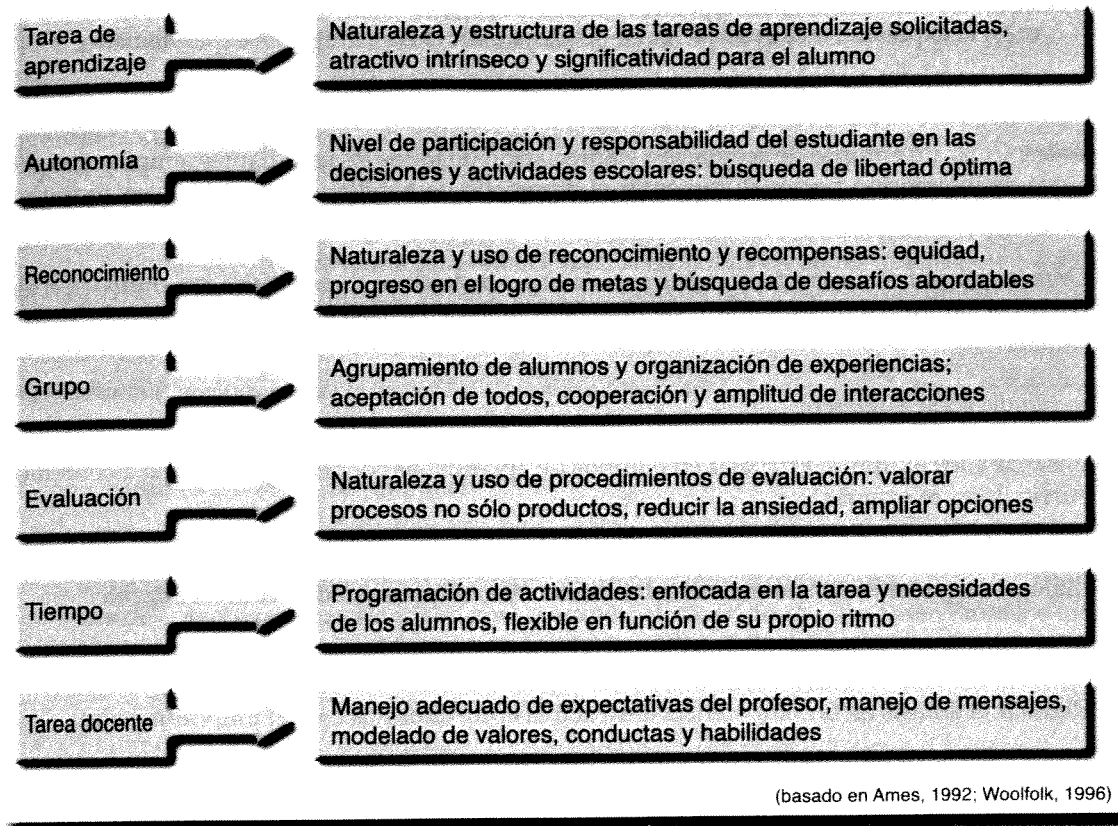 Tarea de
aprendizaje
Naturaleza y estructura de las tareas de aprendizaje solicitadas,
atractivo intrínseco y significatividad para el alumno
Autonomía
Nivel de participación y responsabilidad del estudiante en las
decisiones y actividades escolares: búsqueda de libertad óptima
Reconocimiento
Naturaleza y uso de reconocimiento y recompensas: equidad,
progreso en el logro de metas y búsqueda de desafíos abordables
Grupo
Agrupamiento de alumnos y organización de experiencias;
aceptación de todos, cooperación y amplitud de interacciones
Evaluación
Naturaleza y uso de procedimientos de evaluación: valorar
procesos no sólo productos, reducir la ansiedad, ampliar opciones
Tiempo
Programación de actividades: enfocada en la tarea y necesidades
de los alumnos, flexible en función de su propio ritmo
Tarea docente
Manejo adecuado de expectativas del profesor, manejo de mensajes,
modelado de valores, conductas y habilidades
(basado en Ames, 1992; Woolfolk, 1996)